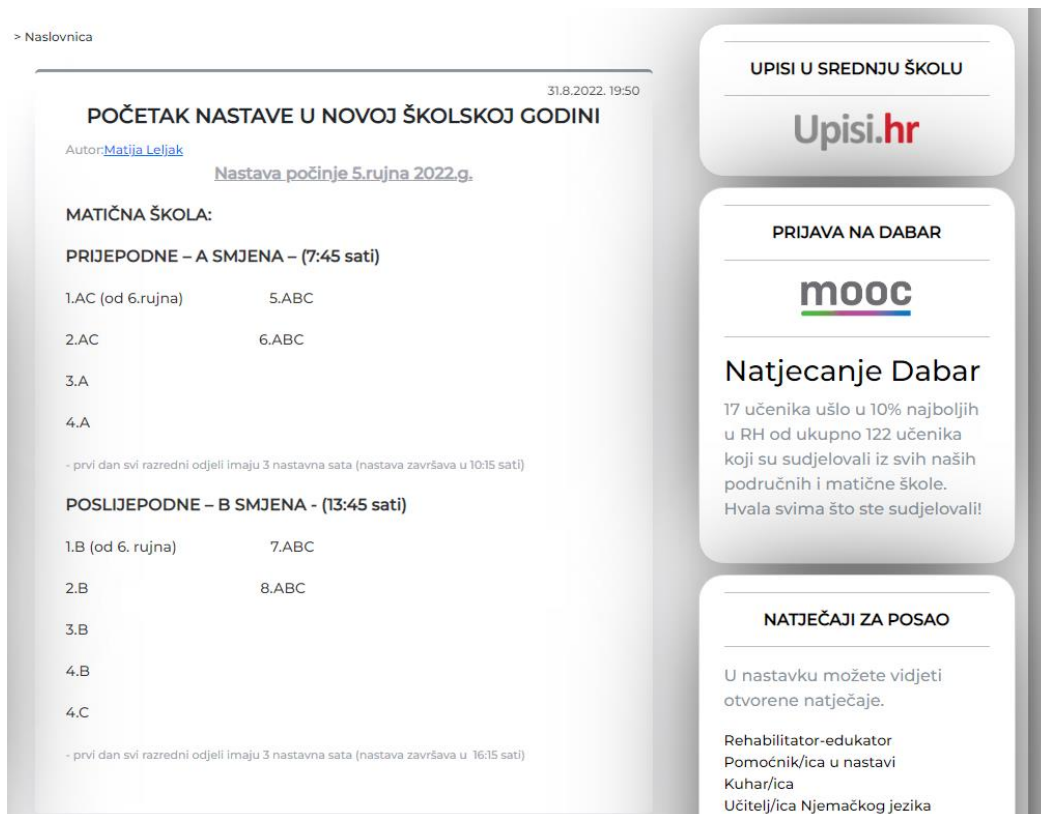 > Naslovnica
31.8.2022. 19:50
POČETAK NASTAVE U NOVOJ ŠKOLSKOJ GODINI
Autor:Matija Leljak
Nastava počinje 5.rujna 2022.g.
MATIČNA ŠKOLA:
PRIJEPODNE – A SMJENA – (7:45 sati)
1.AC (od 6.rujna) 5.ABC
2.AC 6.ABC
3.A
4.A
- prvi dan svi razredni odjeli imaju 3 nastavna sata (nastava završava u 10:15 sati)
POSLIJEPODNE – B SMJENA - (13:45 sati)
1.B (od 6. rujna) 7.ABC
2.B 8.ABC
3.B
4.B
4.C
- prvi dan svi razredni odjeli imaju 3 nastavna sata (nastava završava u 16:15 sati)
UPISI U SREDNJU ŠKOLU
Upisi.hr
PRIJAVA NA DABAR
mooc
Natjecanje Dabar
17 učenika ušlo u 10% najboljih
u RH od ukupno 122 učenika
koji su sudjelovali iz svih naših
područnih i matične škole.
Hvala svima što ste sudjelovali!
NATJEČAJI ZA POSAO
U nastavku možete vidjeti
otvorene natječaje.
Rehabilitator-edukator
Pomoćnik/ica u nastavi
Kuhar/ica
Učitelj/ica Njemačkog jezika